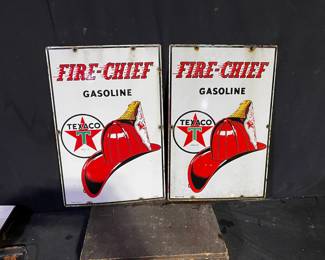 FIRE-CHIEF
GASOLINE
TEXACO
T
FIRE-CHIEF
GASOLINE
TEXACO
T